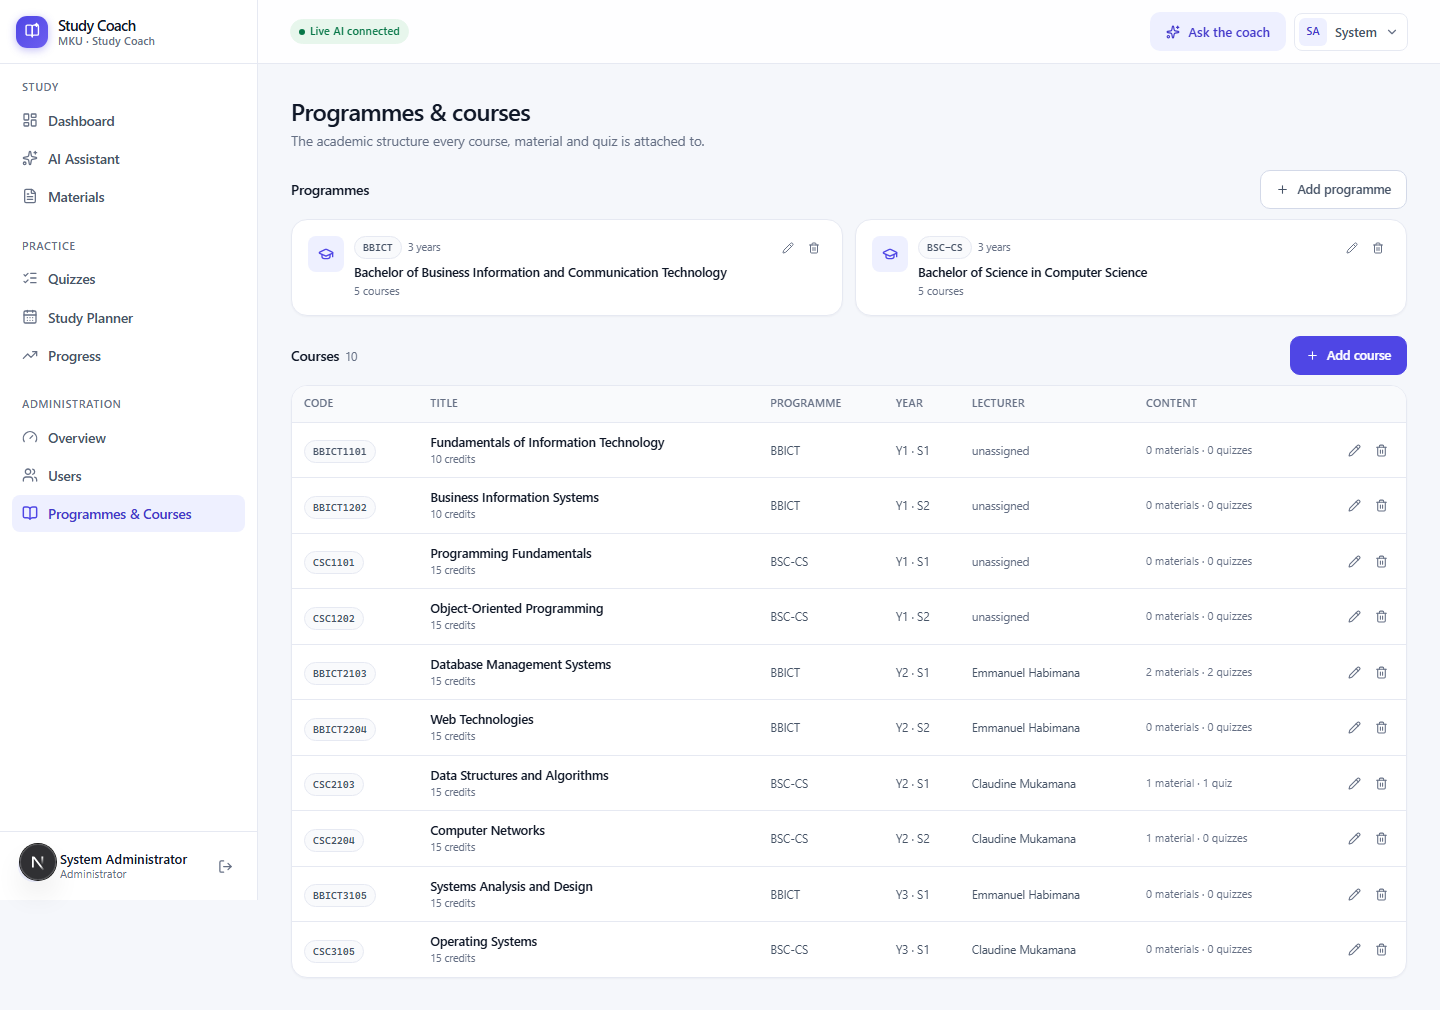 Study Coach
MKU · Study Coach
STUDY
Dashboard
AI Assistant
Materials
PRACTICE
Quizzes
Study Planner
Progress
ADMINISTRATION
Overview
Users
Programmes & Courses
N
System Administrator
Administrator
Live AI connected
Ask the coach
SA
System
Programmes & courses
The academic structure every course, material and quiz is attached to.
Programmes
Add programme
BBICT 3 years
Bachelor of Business Information and Communication Technology
5 courses
BSC-CS 3 years
Bachelor of Science in Computer Science
5 courses
Courses 10
Add course
CODE TITLE PROGRAMME YEAR LECTURER CONTENT
BBICT1101 Fundamentals of Information Technology BBICT Y1 · S1 unassigned 0 materials · 0 quizzes
10 credits
BBICT1202 Business Information Systems BBICT Y1 · S2 unassigned 0 materials · 0 quizzes
10 credits
CSC1101 Programming Fundamentals BSC-CS Y1 · S1 unassigned 0 materials · 0 quizzes
15 credits
CSC1202 Object-Oriented Programming BSC-CS Y1 · S2 unassigned 0 materials · 0 quizzes
15 credits
BBICT2103 Database Management Systems BBICT Y2 · S1 Emmanuel Habimana 2 materials · 2 quizzes
15 credits
BBICT2204 Web Technologies BBICT Y2 · S2 Emmanuel Habimana 0 materials · 0 quizzes
15 credits
CSC2103 Data Structures and Algorithms BSC-CS Y2 · S1 Claudine Mukamana 1 material · 1 quiz
15 credits
CSC2204 Computer Networks BSC-CS Y2 · S2 Claudine Mukamana 1 material · 0 quizzes
15 credits
BBICT3105 Systems Analysis and Design BBICT Y3 · S1 Emmanuel Habimana 0 materials · 0 quizzes
15 credits
CSC3105 Operating Systems BSC-CS Y3 · S1 Claudine Mukamana 0 materials · 0 quizzes
15 credits